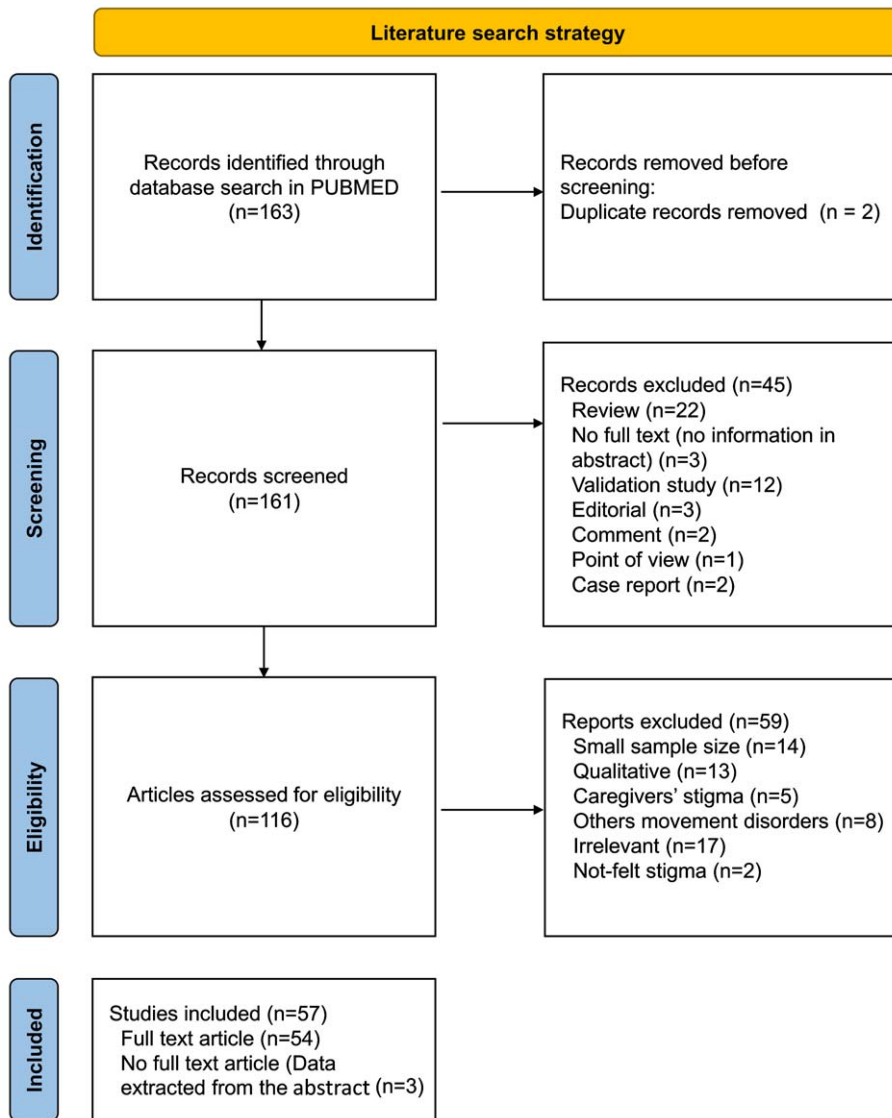 Literature search strategy
Identification
Records identified through
database search in PUBMED
(n=163)
Records removed before
screening:
Duplicate records removed (n = 2)
Screening
Records screened
(n=161)
Records excluded (n=45)
Review (n=22)
No full text (no information in
abstract) (n=3)
Validation study (n=12)
Editorial (n=3)
Comment (n=2)
Point of view (n=1)
Case report (n=2)
Eligibility
Articles assessed for eligibility
(n=116)
Reports excluded (n=59)
Small sample size (n=14)
Qualitative (n=13)
Caregivers’ stigma (n=5)
Others movement disorders (n=8)
Irrelevant (n=17)
Not-felt stigma (n=2)
Included
Studies included (n=57)
Full text article (n=54)
No full text article (Data
extracted from the abstract (n=3)